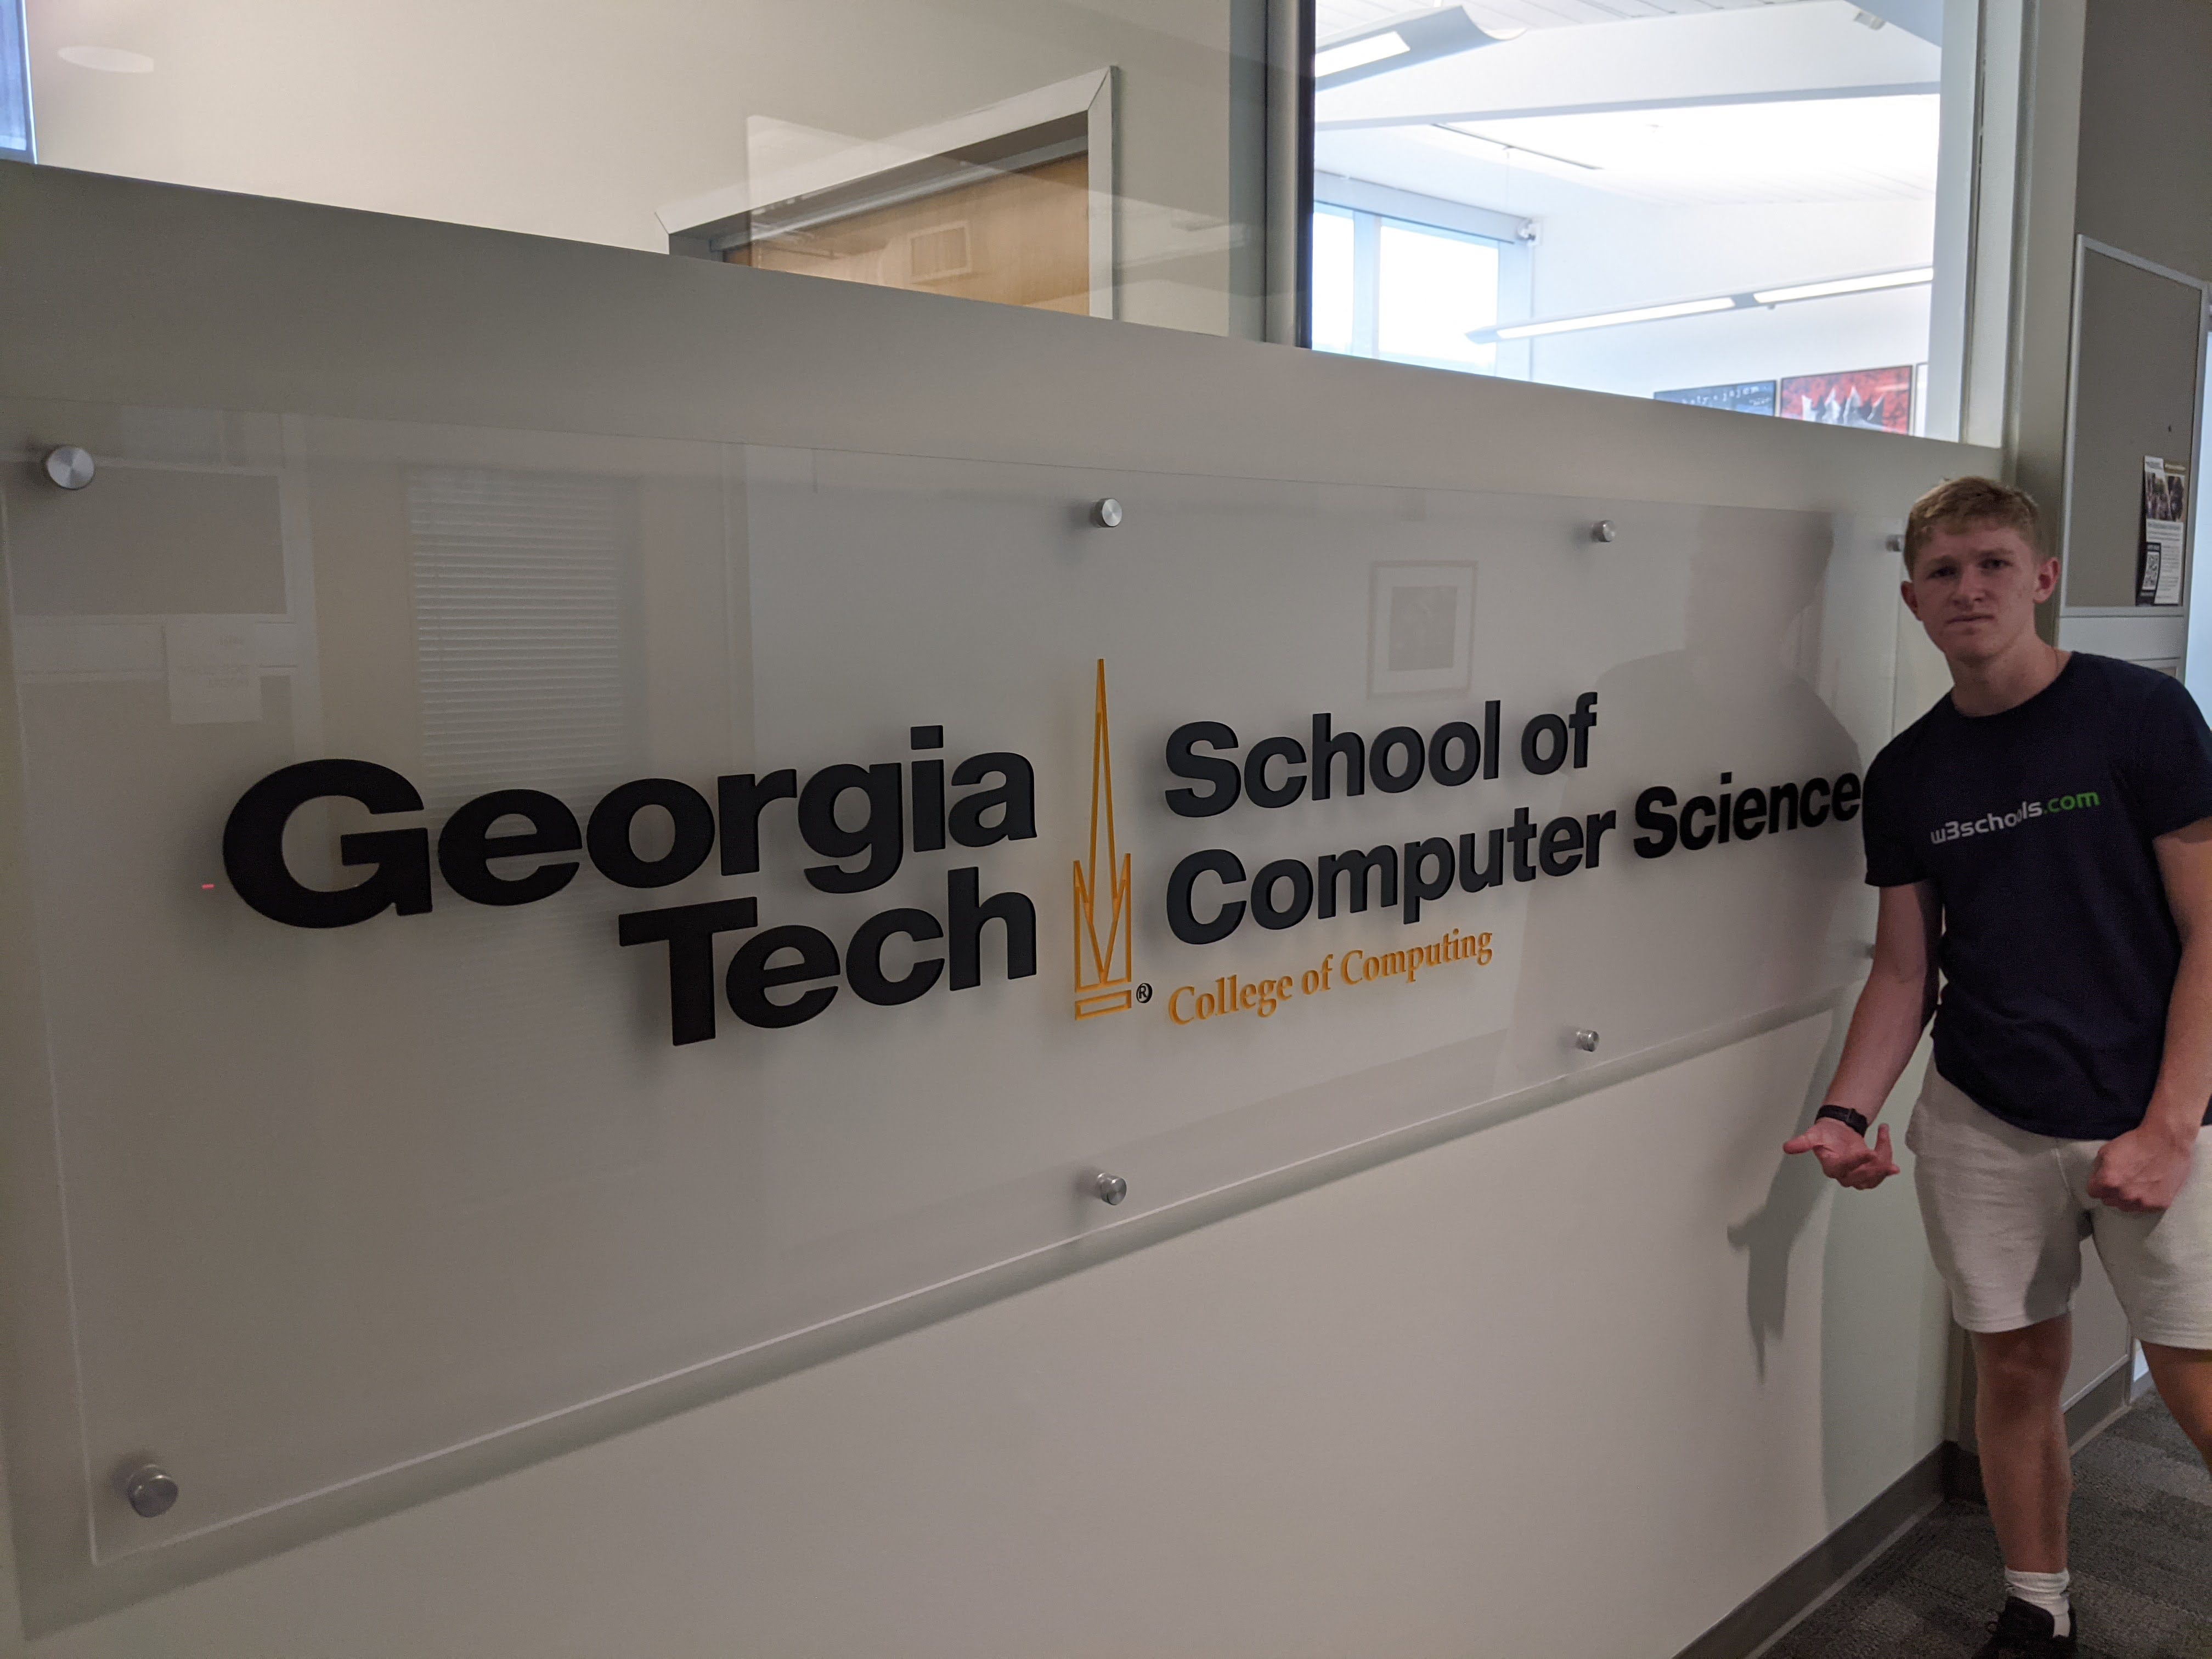 Georgia
Tech
®
School of
Computer Science
College of Computing
w3schools.com